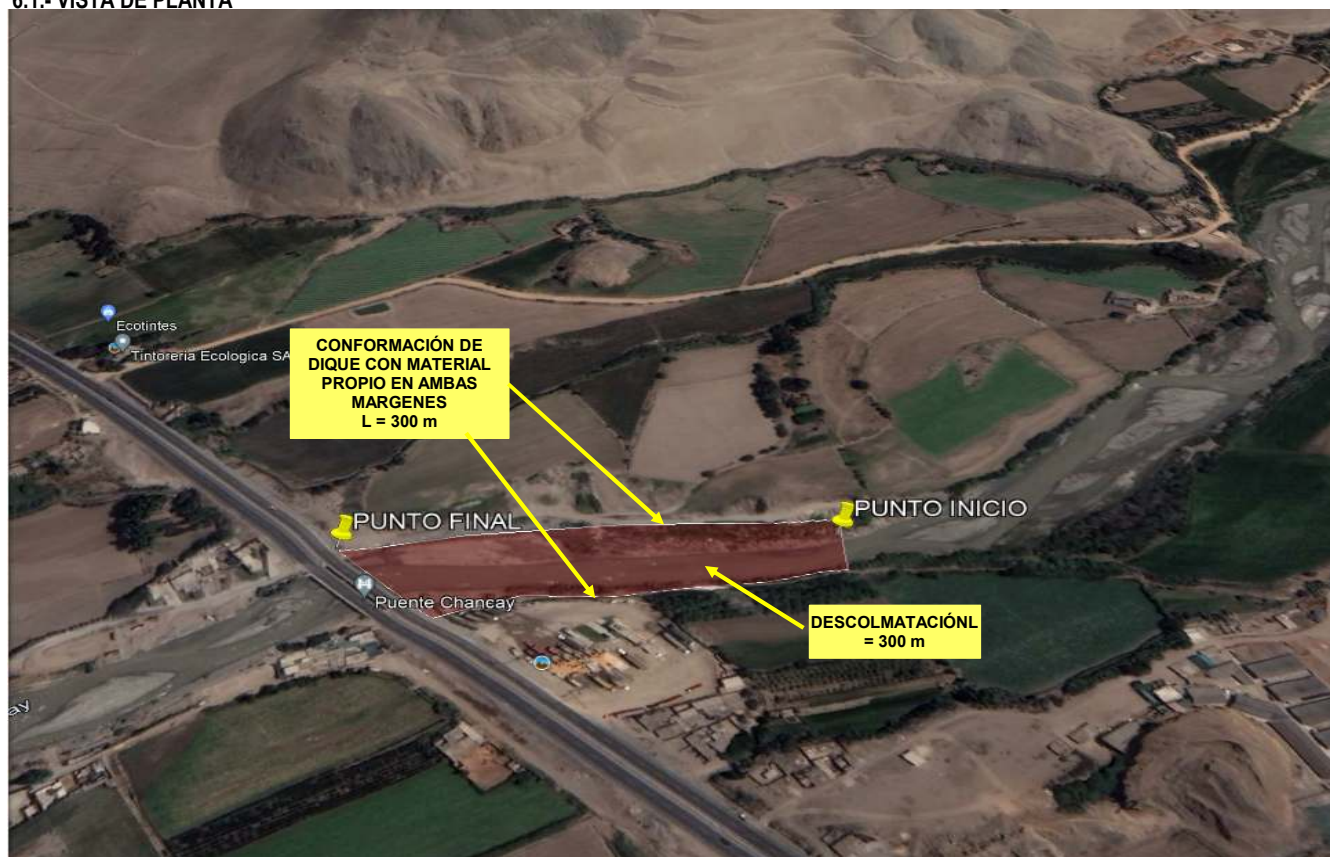 6.1.- VISTA DE PLANTA
Ecotintes
Tintoreria Ecologica SA
CONFORMACIÓN DE
DIQUE CON MATERIAL
PROPIO EN AMBAS
MARGENES
L = 300 m
PUNTO FINAL
PUNTO INICIO
Puente Chancay
DESCOLMATACIÓNL
= 300 m
ay